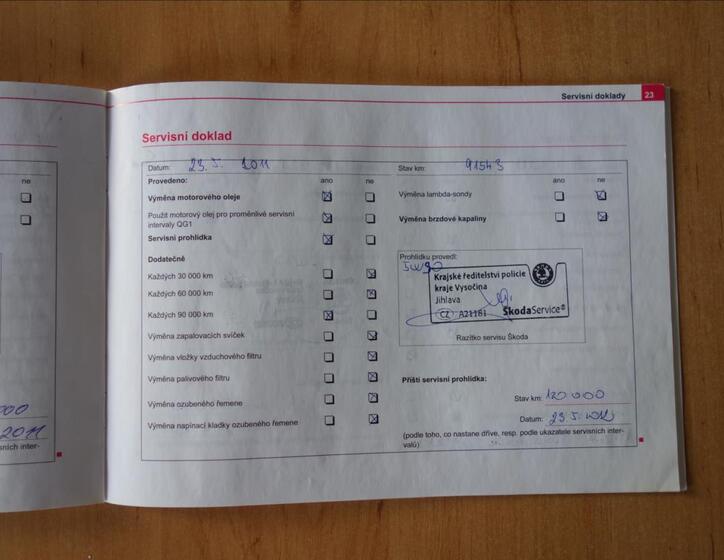 Servisní doklady 23
Servisní doklad
Datum: 23. 5. 2011
Stav km: 91543
Provedeno: ano ne
ano ne
Výměna motorového oleje
Použit motorový olej pro proměnlivé servisní
intervaly QG1
Servisní prohlídka
Dodatečně
Každých 30 000 km
Každých 60 000 km
Každých 90 000 km
Výměna zapalovacích svíček
Výměna vložky vzduchového filtru
Výměna palivového filtru
Výměna ozubeného řemene
Výměna napínací kladky ozubeného řemene
Výměna lambda-sondy
Výměna brzdové kapaliny
Prohlídku provedl:
5W30
Krajské ředitelství policie
kraje Vysočina
Jihlava
CZ A21161 ŠkodaService®
Razítko servisu Škoda
Příští servisní prohlídka:
Stav km: 120 000
Datum: 23. 5. 2012
(podle toho, co nastane dříve, resp. podle ukazatele servisních inter-
valů)
ne
000
2011
sních inter-